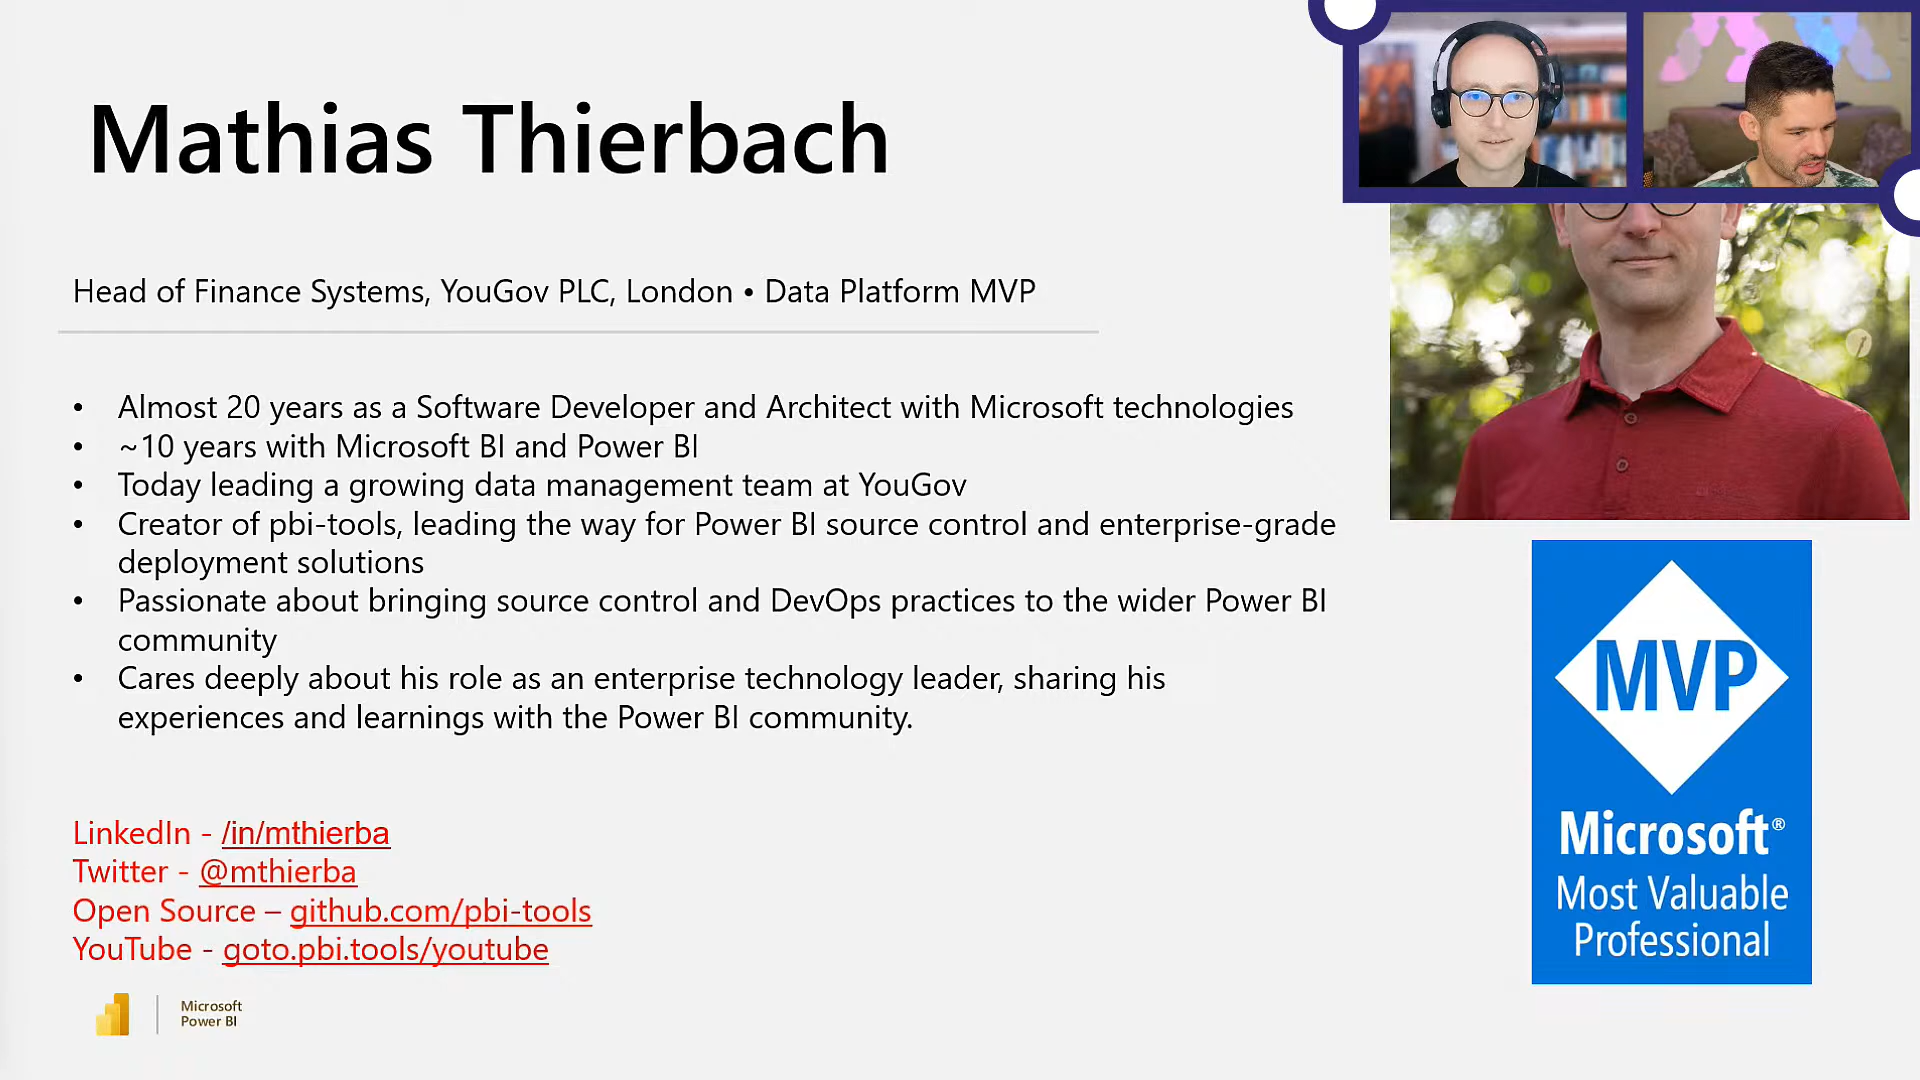 Mathias Thierbach
Head of Finance Systems, YouGov PLC, London • Data Platform MVP
• Almost 20 years as a Software Developer and Architect with Microsoft technologies
• ~10 years with Microsoft BI and Power BI
• Today leading a growing data management team at YouGov
• Creator of pbi-tools, leading the way for Power BI source control and enterprise-grade
deployment solutions
• Passionate about bringing source control and DevOps practices to the wider Power BI
community
• Cares deeply about his role as an enterprise technology leader, sharing his
experiences and learnings with the Power BI community.
LinkedIn - /in/mthierba
Twitter - @mthierba
Open Source – github.com/pbi-tools
YouTube - goto.pbi.tools/youtube
Microsoft
Power BI
MVP
Microsoft®
Most Valuable
Professional